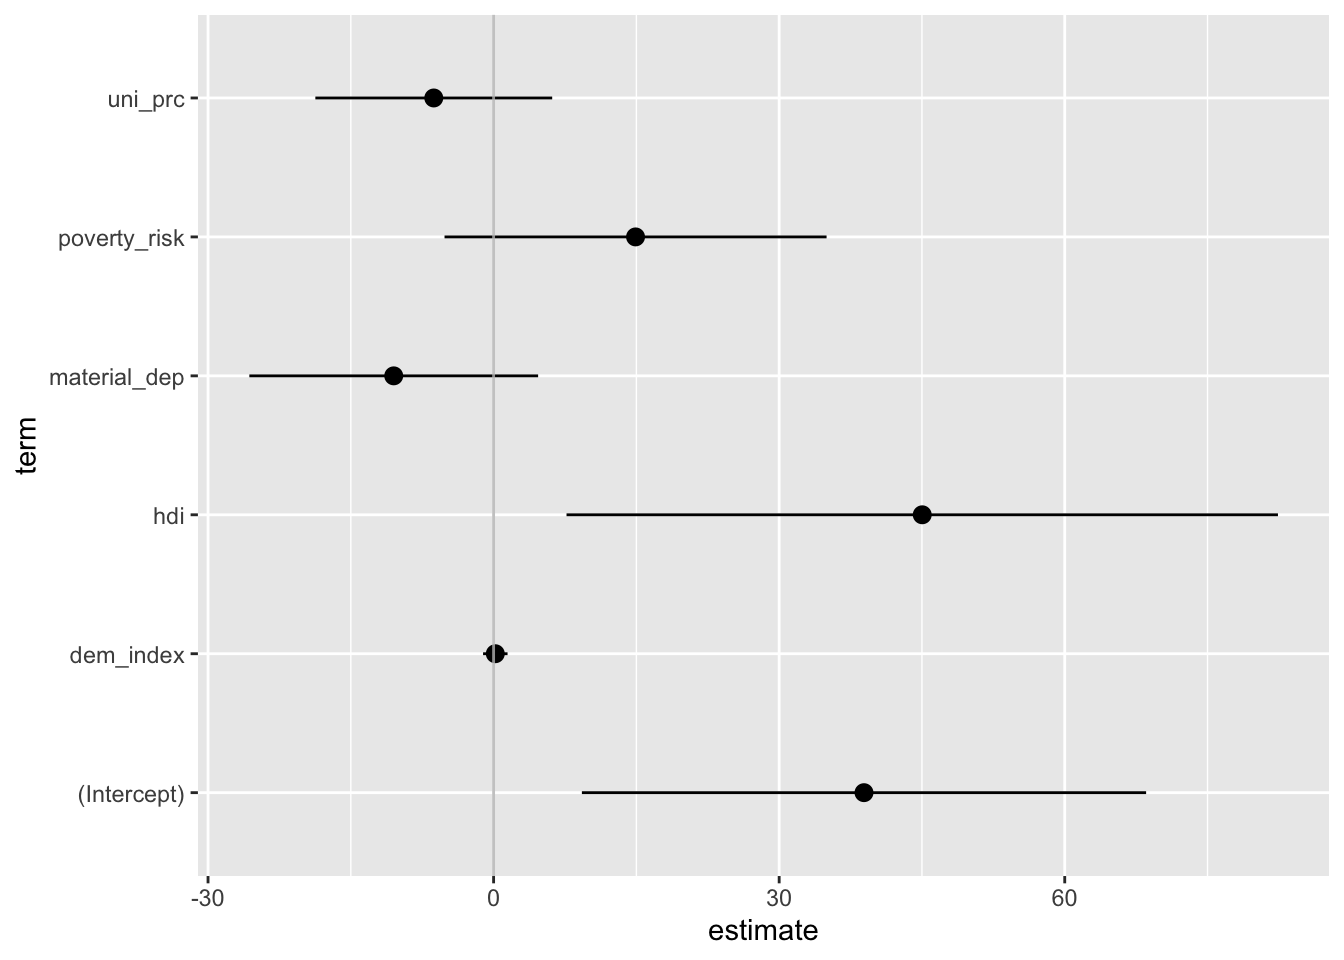 uni_prc
poverty_risk
material_dep
hdi
dem_index
(Intercept)
term
-30 0 30 60
estimate